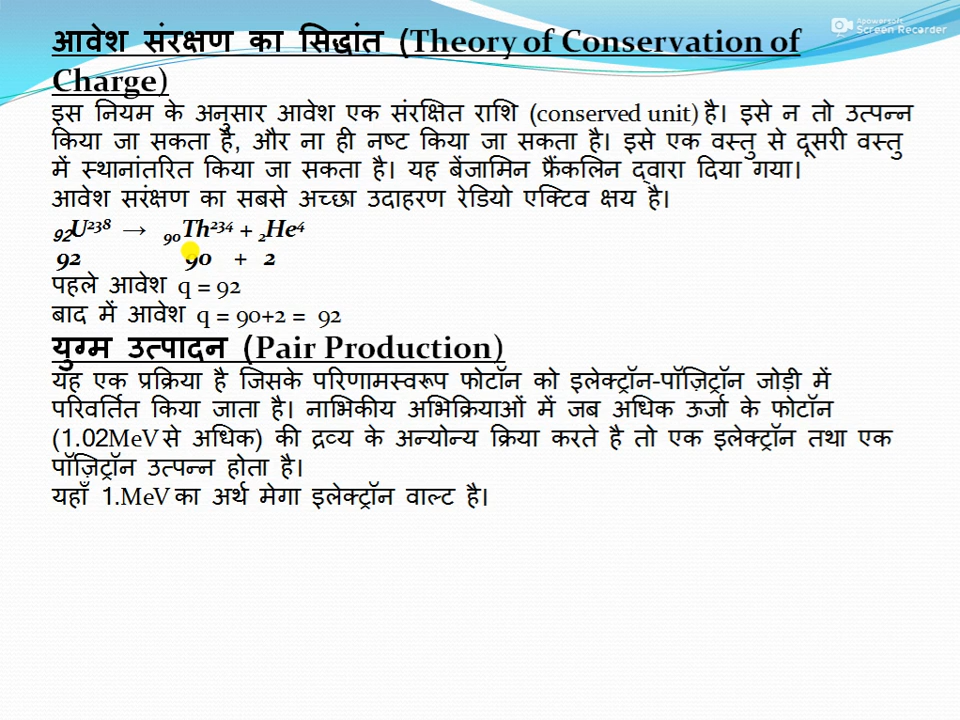 आवेश संरक्षण का सिद्धांत (Theory of Conservation of
Charge)
इस नियम के अनुसार आवेश एक संरक्षित राशि (conserved unit) है। इसे न तो उत्पन्न
किया जा सकता है, और ना ही नष्ट किया जा सकता है। इसे एक वस्तु से दूसरी वस्तु
में स्थानांतरित किया जा सकता है। यह बेंजामिन फ्रैंकलिन द्वारा दिया गया।
आवेश सरंक्षण का सबसे अच्छा उदाहरण रेडियो एक्टिव क्षय है।
₉₂U²³⁸ → ₉₀Th²³⁴ + ₂He⁴
92 90 + 2
पहले आवेश q = 92
बाद में आवेश q = 90+2 = 92
युग्म उत्पादन (Pair Production)
यह एक प्रक्रिया है जिसके परिणामस्वरूप फोटॉन को इलेक्ट्रॉन-पॉज़िट्रॉन जोड़ी में
परिवर्तित किया जाता है। नाभिकीय अभिक्रियाओं में जब अधिक ऊर्जा के फोटॉन
(1.02MeV से अधिक) की द्रव्य के अन्योन्य क्रिया करते है तो एक इलेक्ट्रॉन तथा एक
पॉज़िट्रॉन उत्पन्न होता है।
यहाँ 1.MeV का अर्थ मेगा इलेक्ट्रॉन वाल्ट है।
Apowersoft
Screen Recorder